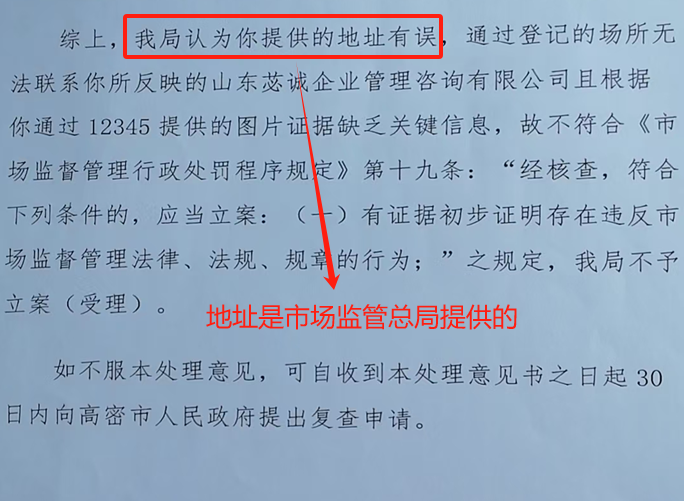 综上，我局认为你提供的地址有误，通过登记的场所无
法联系你所反映的山东苾诚企业管理咨询有限公司且根据
你通过 12345 提供的图片证据缺乏关键信息，故不符合《市
场监督管理行政处罚程序规定》第十九条：“经核查，符合
下列条件的，应当立案：（一）有证据初步证明存在违反市
场监督管理法律、法规、规章的行为；”之规定，我局不予
立案（受理）。
地址是市场监管总局提供的
如不服本处理意见，可自收到本处理意见书之日起 30
日内向高密市人民政府提出复查申请。